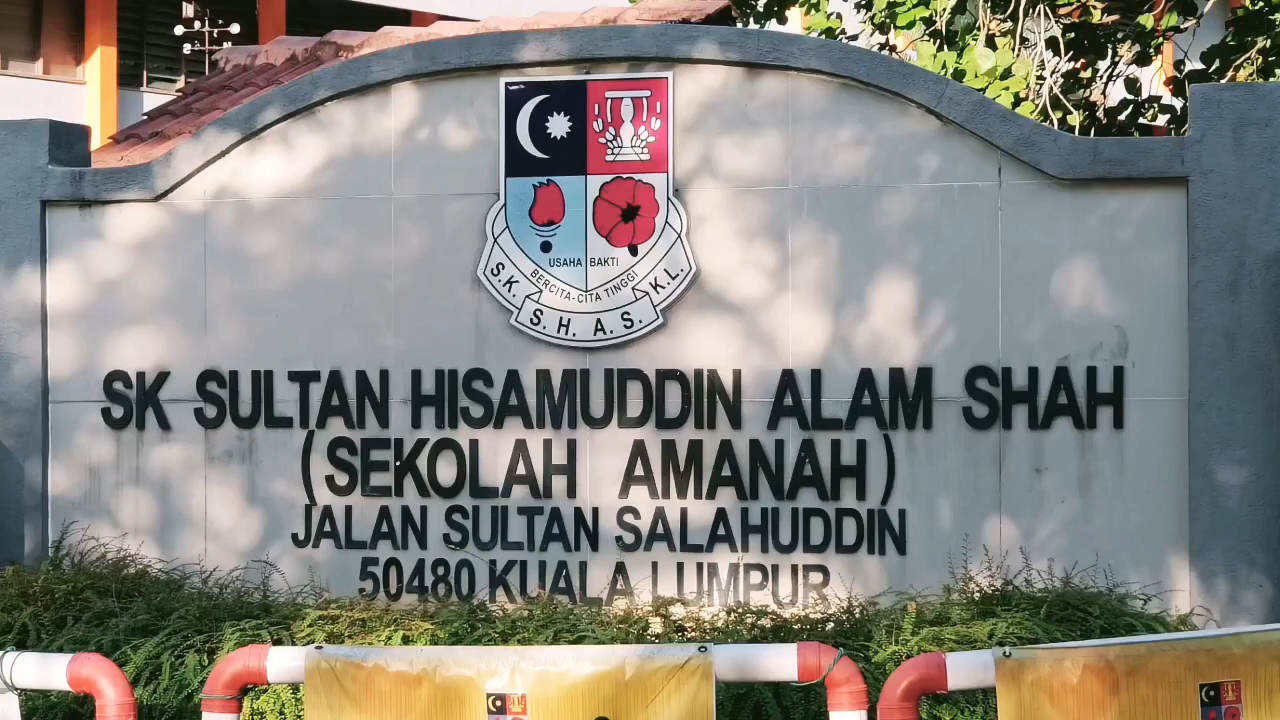 USAHA BAKTI
BERCITA-CITA TINGGI
S.K. S.H.A.S. K.L.
SK SULTAN HISAMUDDIN ALAM SHAH
(SEKOLAH AMANAH)
JALAN SULTAN SALAHUDDIN
50480 KUALA LUMPUR